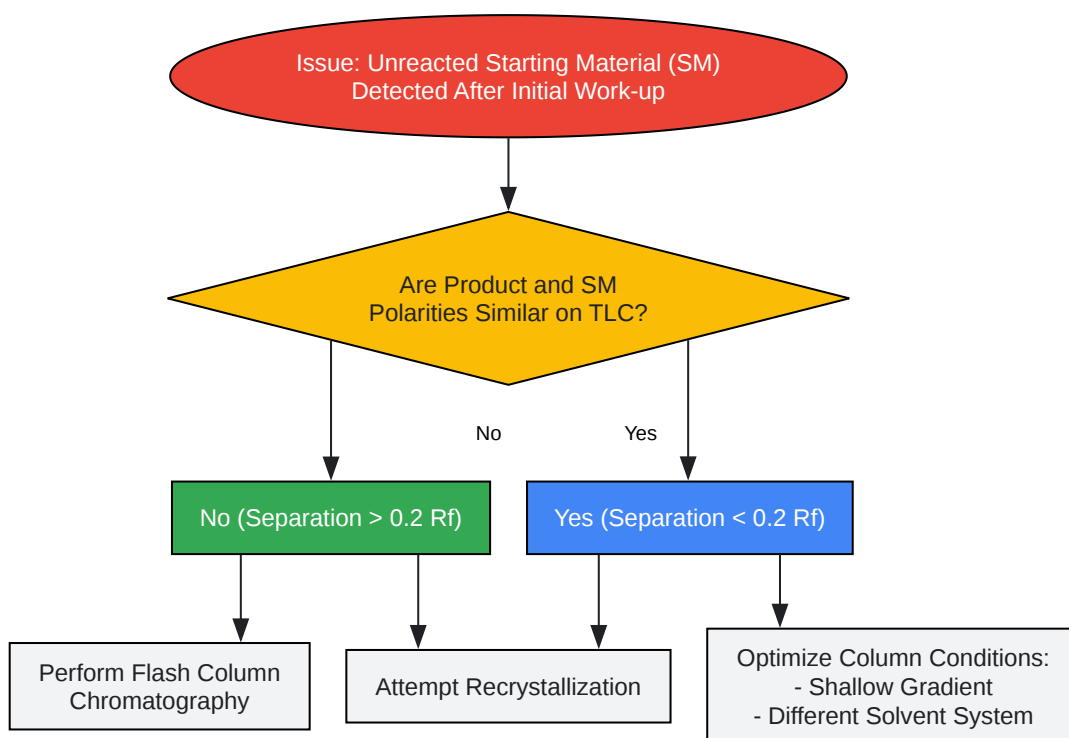 Issue: Unreacted Starting Material (SM)
Detected After Initial Work-up
Are Product and SM
Polarities Similar on TLC?
No
Yes
No (Separation > 0.2 Rf)
Yes (Separation < 0.2 Rf)
Perform Flash Column
Chromatography
Attempt Recrystallization
Optimize Column Conditions:
- Shallow Gradient
- Different Solvent System